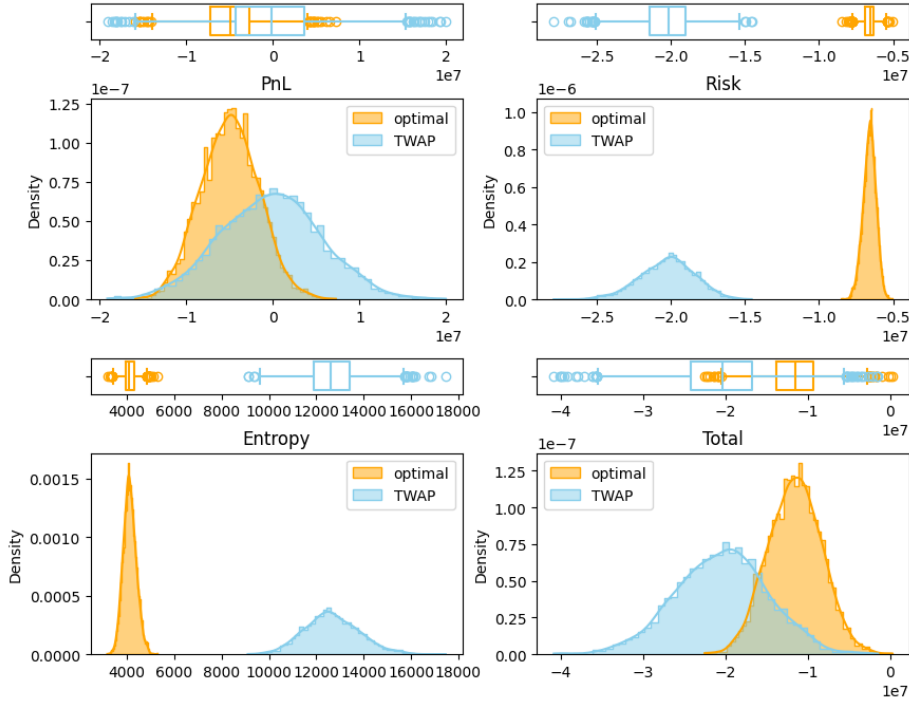 −2 −1 0 1 2
1e7
−2.5 −2.0 −1.5 −1.0 −0.5
1e7
PnL
Risk
1e−7
1e−6
optimal
TWAP
optimal
TWAP
Density
1.25
1.00
0.75
0.50
0.25
0.00
Density
1.0
0.8
0.6
0.4
0.2
0.0
−2 −1 0 1 2
1e7
−2.5 −2.0 −1.5 −1.0 −0.5
1e7
4000 6000 8000 10000 12000 14000 16000 18000
−4 −3 −2 −1 0
1e7
Entropy
Total
1e−7
optimal
TWAP
optimal
TWAP
Density
0.0015
0.0010
0.0005
0.0000
Density
1.25
1.00
0.75
0.50
0.25
0.00
4000 6000 8000 10000 12000 14000 16000 18000
−4 −3 −2 −1 0
1e7